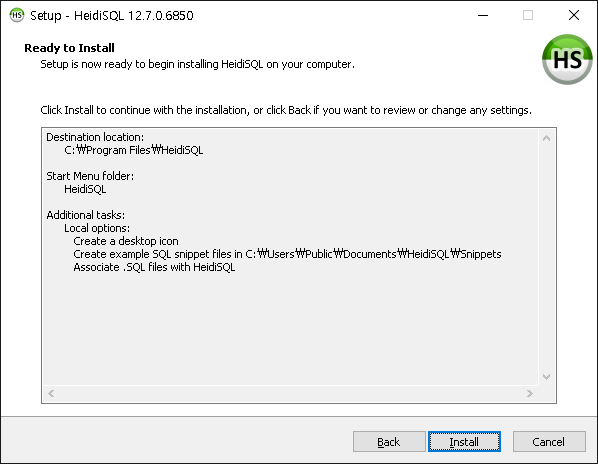 Setup - HeidiSQL 12.7.0.6850
Ready to Install
Setup is now ready to begin installing HeidiSQL on your computer.
HS
Click Install to continue with the installation, or click Back if you want to review or change any settings.
Destination location:
C:₩Program Files₩HeidiSQL
Start Menu folder:
HeidiSQL
Additional tasks:
Local options:
Create a desktop icon
Create example SQL snippet files in C:₩Users₩Public₩Documents₩HeidiSQL₩Snippets
Associate .SQL files with HeidiSQL
Back
Install
Cancel